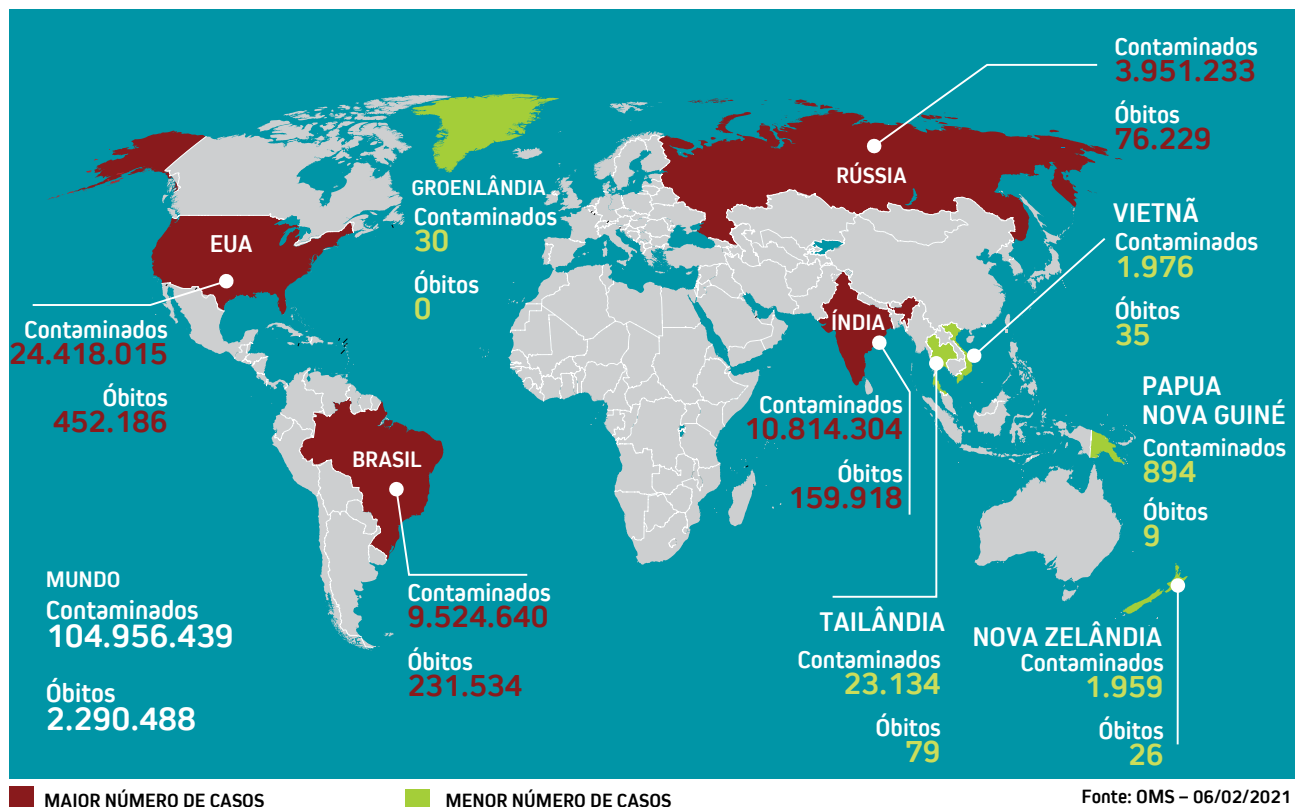 Contaminados
3.951.233
Óbitos
76.229
RÚSSIA
GROENLÂNDIA
Contaminados
30
Óbitos
0
VIETNÃ
Contaminados
1.976
Óbitos
35
EUA
Contaminados
24.418.015
Óbitos
452.186
ÍNDIA
Contaminados
10.814.304
Óbitos
159.918
PAPUA
NOVA GUINÉ
Contaminados
894
Óbitos
9
BRASIL
Contaminados
9.524.640
Óbitos
231.534
MUNDO
Contaminados
104.956.439
Óbitos
2.290.488
TAILÂNDIA
Contaminados
23.134
Óbitos
79
NOVA ZELÂNDIA
Contaminados
1.959
Óbitos
26
MAIOR NÚMERO DE CASOS
MENOR NÚMERO DE CASOS
Fonte: OMS – 06/02/2021